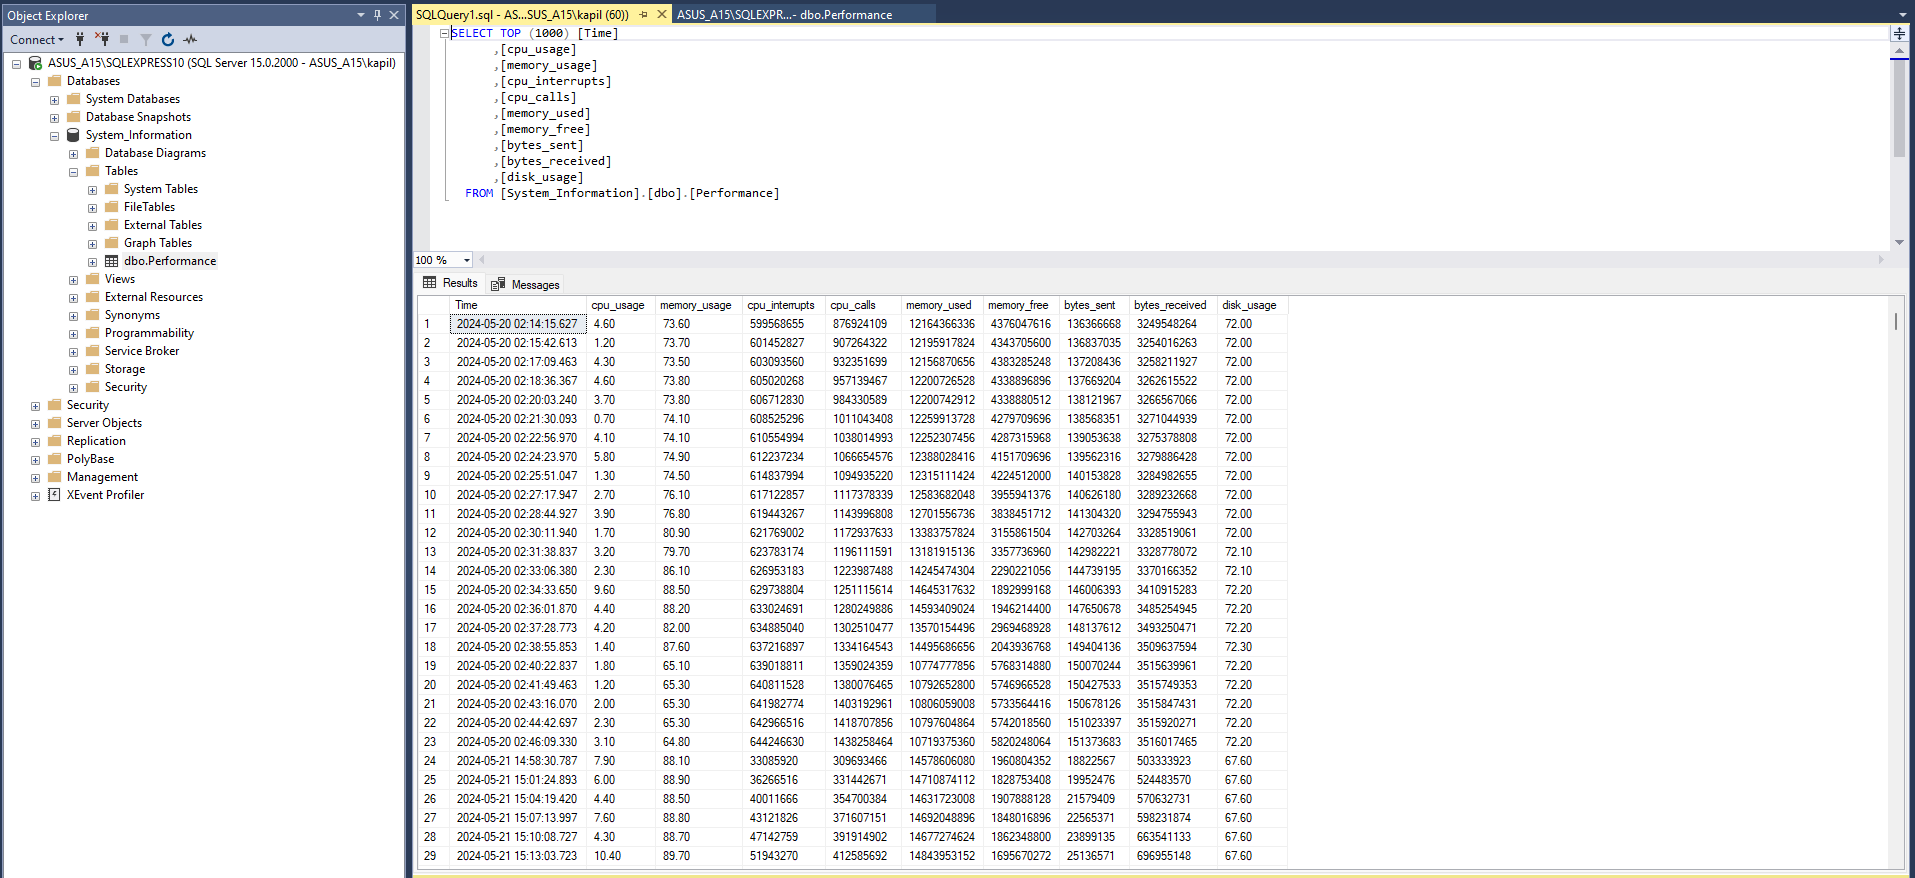 Object Explorer
Connect
ASUS_A15\SQLEXPRESS10 (SQL Server 15.0.2000 - ASUS_A15\kapil)
Databases
System Databases
Database Snapshots
System_Information
Database Diagrams
Tables
System Tables
FileTables
External Tables
Graph Tables
dbo.Performance
Views
External Resources
Synonyms
Programmability
Service Broker
Storage
Security
Security
Server Objects
Replication
PolyBase
Management
XEvent Profiler
SQLQuery1.sql - AS...SUS_A15\kapil (60)) ASUS_A15\SQLEXPR...- dbo.Performance
SELECT TOP (1000) [Time]
,[cpu_usage]
,[memory_usage]
,[cpu_interrupts]
,[cpu_calls]
,[memory_used]
,[memory_free]
,[bytes_sent]
,[bytes_received]
,[disk_usage]
FROM [System_Information].[dbo].[Performance]
100 %
Results Messages
Time cpu_usage memory_usage cpu_interrupts cpu_calls memory_used memory_free bytes_sent bytes_received disk_usage
1 2024-05-20 02:14:15.627 4.60 73.60 599568655 876924109 12164366336 4376047616 136366668 3249548264 72.00
2 2024-05-20 02:15:42.613 1.20 73.70 601452827 907264322 12195917824 4343705600 136837035 3254016263 72.00
3 2024-05-20 02:17:09.463 4.30 73.50 603093560 932351699 12156870656 4383285248 137208436 3258211927 72.00
4 2024-05-20 02:18:36.367 4.60 73.80 605020268 957139467 12200726528 4338896896 137669204 3262615522 72.00
5 2024-05-20 02:20:03.240 3.70 73.80 606712830 984330589 12200742912 4338880512 138121967 3266567066 72.00
6 2024-05-20 02:21:30.093 0.70 74.10 608525296 1011043408 12259913728 4279709696 138568351 3271044939 72.00
7 2024-05-20 02:22:56.970 4.10 74.10 610554994 1038014993 12252307456 4287315968 139053638 3275378808 72.00
8 2024-05-20 02:24:23.970 5.80 74.90 612237234 1066654576 12388028416 4151709696 139562316 3279886428 72.00
9 2024-05-20 02:25:51.047 1.30 74.50 614837994 1094935220 12315111424 4224512000 140153828 3284982655 72.00
10 2024-05-20 02:27:17.947 2.70 76.10 617122857 1117378339 12583682048 3955941376 140626180 3289232668 72.00
11 2024-05-20 02:28:44.927 3.90 76.80 619443267 1143996808 12701556736 3838451712 141304320 3294755943 72.00
12 2024-05-20 02:30:11.940 1.70 80.90 621769002 1172937633 13383757824 3155861504 142703264 3328519061 72.00
13 2024-05-20 02:31:38.837 3.20 79.70 623783174 1196111591 13181915136 3357736960 142982221 3328778072 72.10
14 2024-05-20 02:33:06.380 2.30 86.10 626953183 1223987488 14245474304 2290221056 144739195 3370166352 72.10
15 2024-05-20 02:34:33.650 9.60 88.50 629738804 1251115614 14645317632 1892999168 146006393 3410915283 72.20
16 2024-05-20 02:36:01.870 4.40 88.20 633024691 1280249886 14593409024 1946214400 147650678 3485254945 72.20
17 2024-05-20 02:37:28.773 4.20 82.00 634885040 1302510477 13570154496 2969468928 148137612 3493250471 72.20
18 2024-05-20 02:38:55.853 1.40 87.60 637216897 1334164543 14495686656 2043936768 149404136 3509637594 72.30
19 2024-05-20 02:40:22.837 1.80 65.10 639018811 1359024359 10774777856 5768314880 150070244 3515639961 72.20
20 2024-05-20 02:41:49.463 1.20 65.30 640811528 1380076465 10792652800 5746966528 150427533 3515749353 72.20
21 2024-05-20 02:43:16.070 2.00 65.30 641982774 1403192961 10806059008 5733564416 150678126 3515847431 72.20
22 2024-05-20 02:44:42.697 2.30 65.30 642966516 1418707856 10797604864 5742018560 151023397 3515920271 72.20
23 2024-05-20 02:46:09.330 3.10 64.80 644246630 1438258464 10719375360 5820248064 151373683 3516017465 72.20
24 2024-05-21 14:58:30.787 7.90 88.10 33085920 309693466 14578606080 1960804352 18822567 503333923 67.60
25 2024-05-21 15:01:24.893 6.00 88.90 36266516 331442671 14710874112 1828753408 19952476 524483570 67.60
26 2024-05-21 15:04:19.420 4.40 88.50 40011666 354700384 14631723008 1907888128 21579409 570632731 67.60
27 2024-05-21 15:07:13.997 7.60 88.80 43121826 371607151 14692048896 1848016896 22565371 598231874 67.60
28 2024-05-21 15:10:08.727 4.30 88.70 47142759 391914902 14677274624 1862348800 23899135 663541133 67.60
29 2024-05-21 15:13:03.723 10.40 89.70 51943270 412585692 14843953152 1695670272 25136571 696955148 67.60